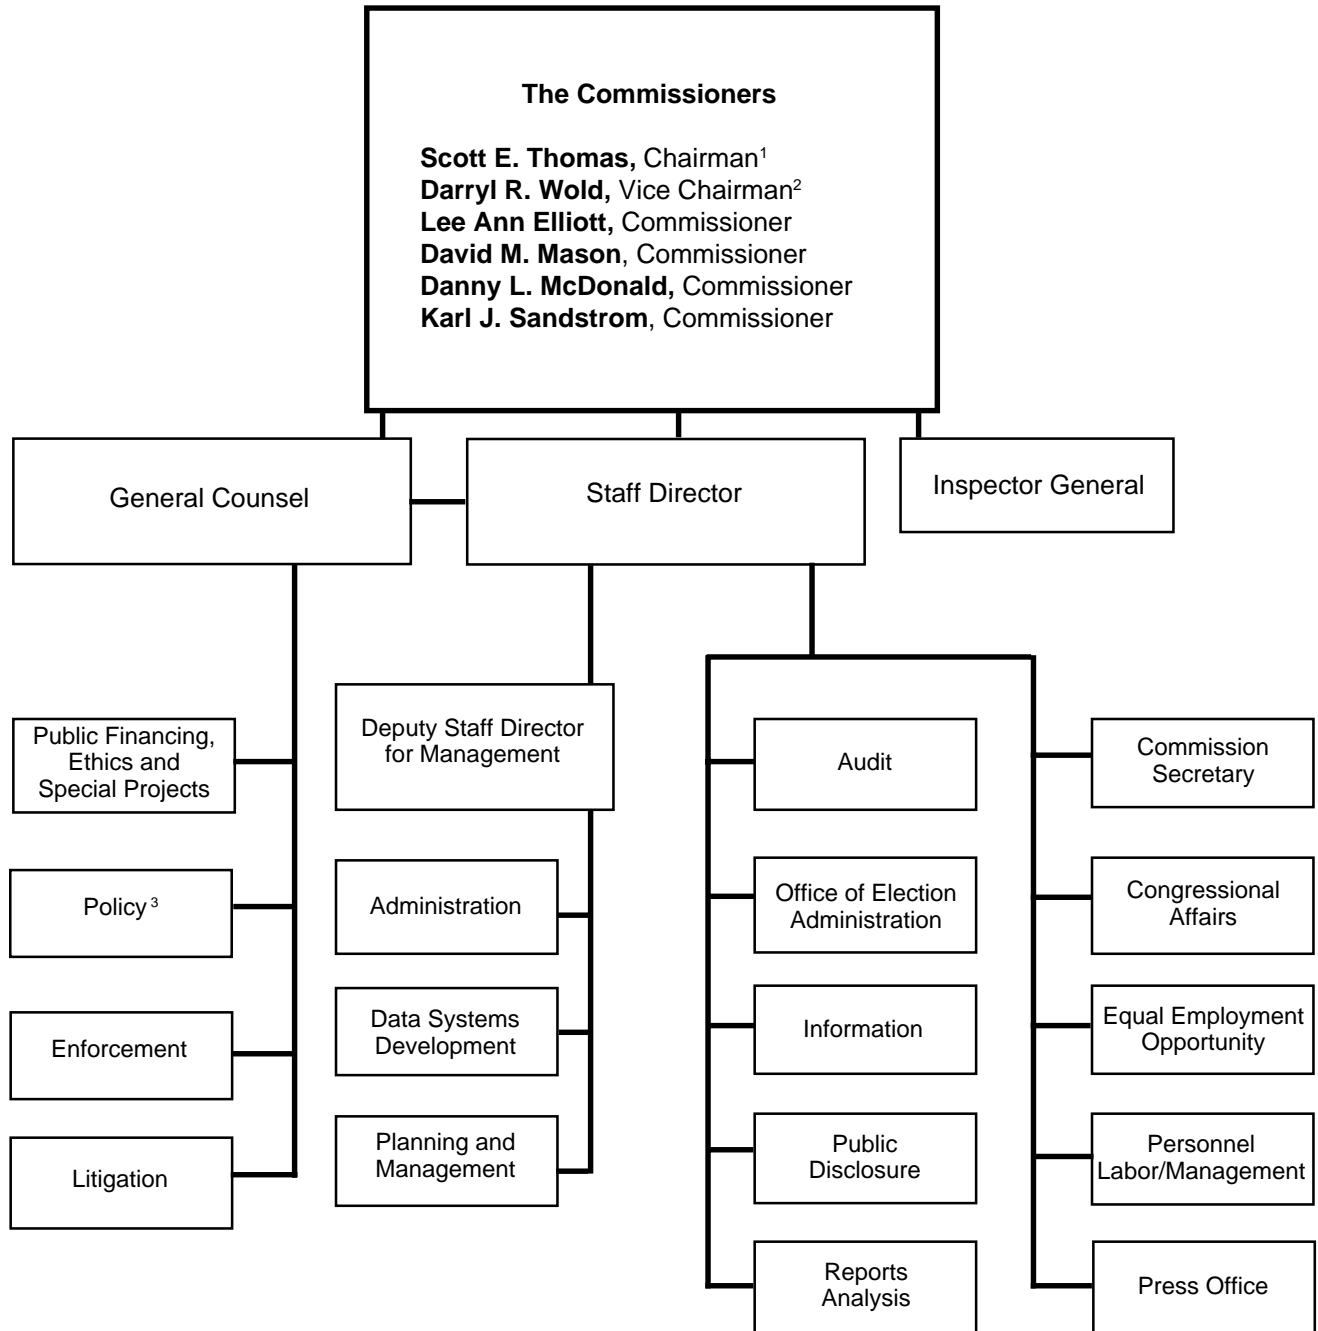 The Commissioners
Scott E. Thomas, Chairman¹
Darryl R. Wold, Vice Chairman²
Lee Ann Elliott, Commissioner
David M. Mason, Commissioner
Danny L. McDonald, Commissioner
Karl J. Sandstrom, Commissioner
General Counsel
Staff Director
Inspector General
Public Financing,
Ethics and
Special Projects
Policy ³
Enforcement
Litigation
Deputy Staff Director
for Management
Administration
Data Systems
Development
Planning and
Management
Audit
Office of Election
Administration
Information
Public
Disclosure
Reports
Analysis
Commission
Secretary
Congressional
Affairs
Equal Employment
Opportunity
Personnel
Labor/Management
Press Office